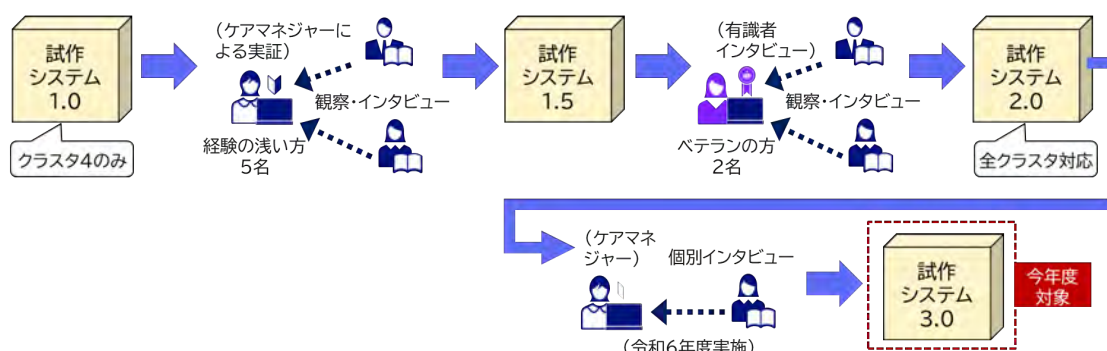 試作
システム
1.0
クラスタ4のみ
（ケアマネジャーに
よる実証）
観察・インタビュー
経験の浅い方
5名
試作
システム
1.5
（有識者
インタビュー）
観察・インタビュー
ベテランの方
2名
試作
システム
2.0
全クラスタ対応
（ケアマネ
ジャー）
個別インタビュー
（令和6年度実施）
試作
システム
3.0
今年度
対象